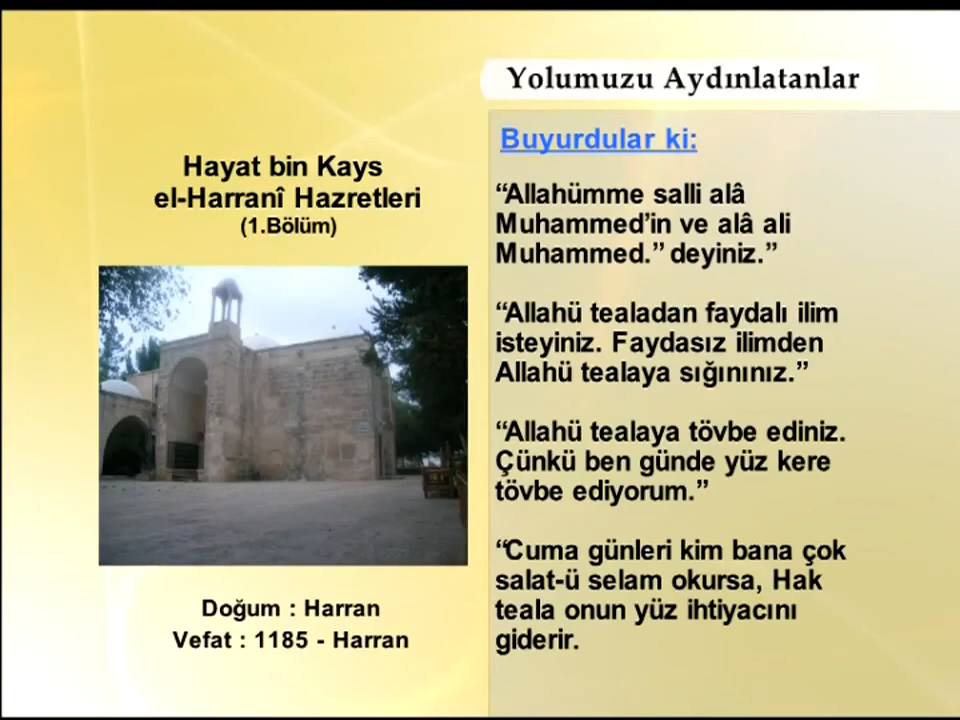 Yolumuzu Aydınlatanlar
Hayat bin Kays
el-Harranî Hazretleri
(1.Bölüm)
Doğum : Harran
Vefat : 1185 - Harran
Buyurdular ki:
“Allahümme salli alâ
Muhammed’in ve alâ ali
Muhammed.” deyiniz.”
“Allahü tealadan faydalı ilim
isteyiniz. Faydasız ilimden
Allahü tealaya sığınınız.”
“Allahü tealaya tövbe ediniz.
Çünkü ben günde yüz kere
tövbe ediyorum.”
“Cuma günleri kim bana çok
salat-ü selam okursa, Hak
teala onun yüz ihtiyacını
giderir.